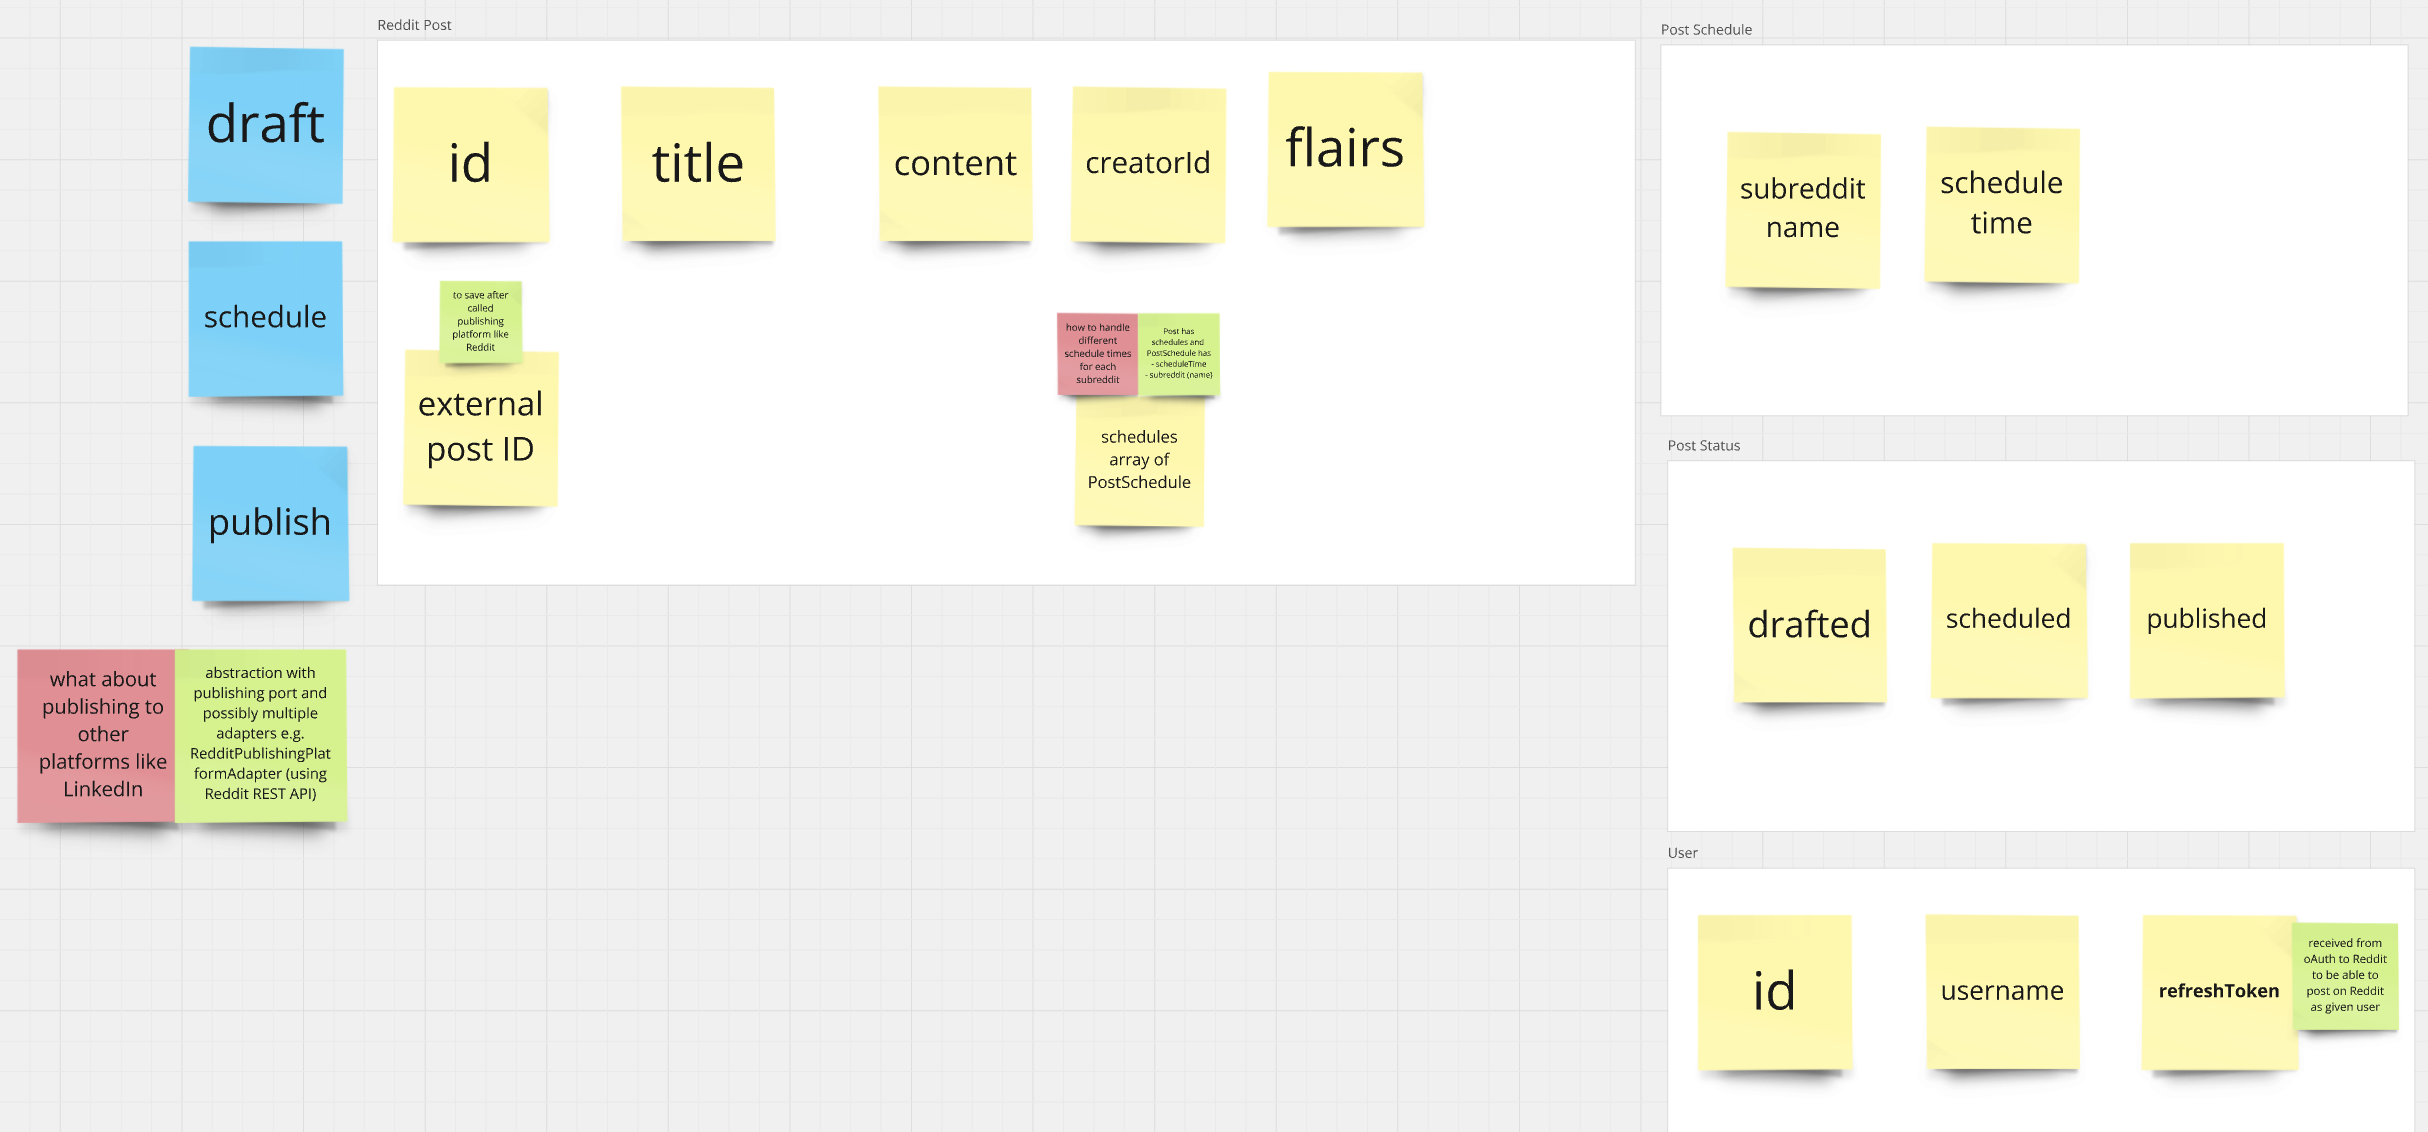 Reddit Post
draft
schedule
publish
what about
publishing to
other
platforms like
LinkedIn
abstraction with
publishing port and
possibly multiple
adapters e.g.
RedditPublishingPlat
formAdapter (using
Reddit REST API)
id
title
content
creatorId
flairs
to save after
called
publishing
platform like
Reddit
external
post ID
how to handle
different
schedule times
for each
subreddit
Post has
schedules and
PostSchedule has
- scheduleTime
- subreddit (name)
schedules
array of
PostSchedule
Post Schedule
subreddit
name
schedule
time
Post Status
drafted
scheduled
published
User
id
username
refreshToken
received from
oAuth to Reddit
to be able to
post on Reddit
as given user